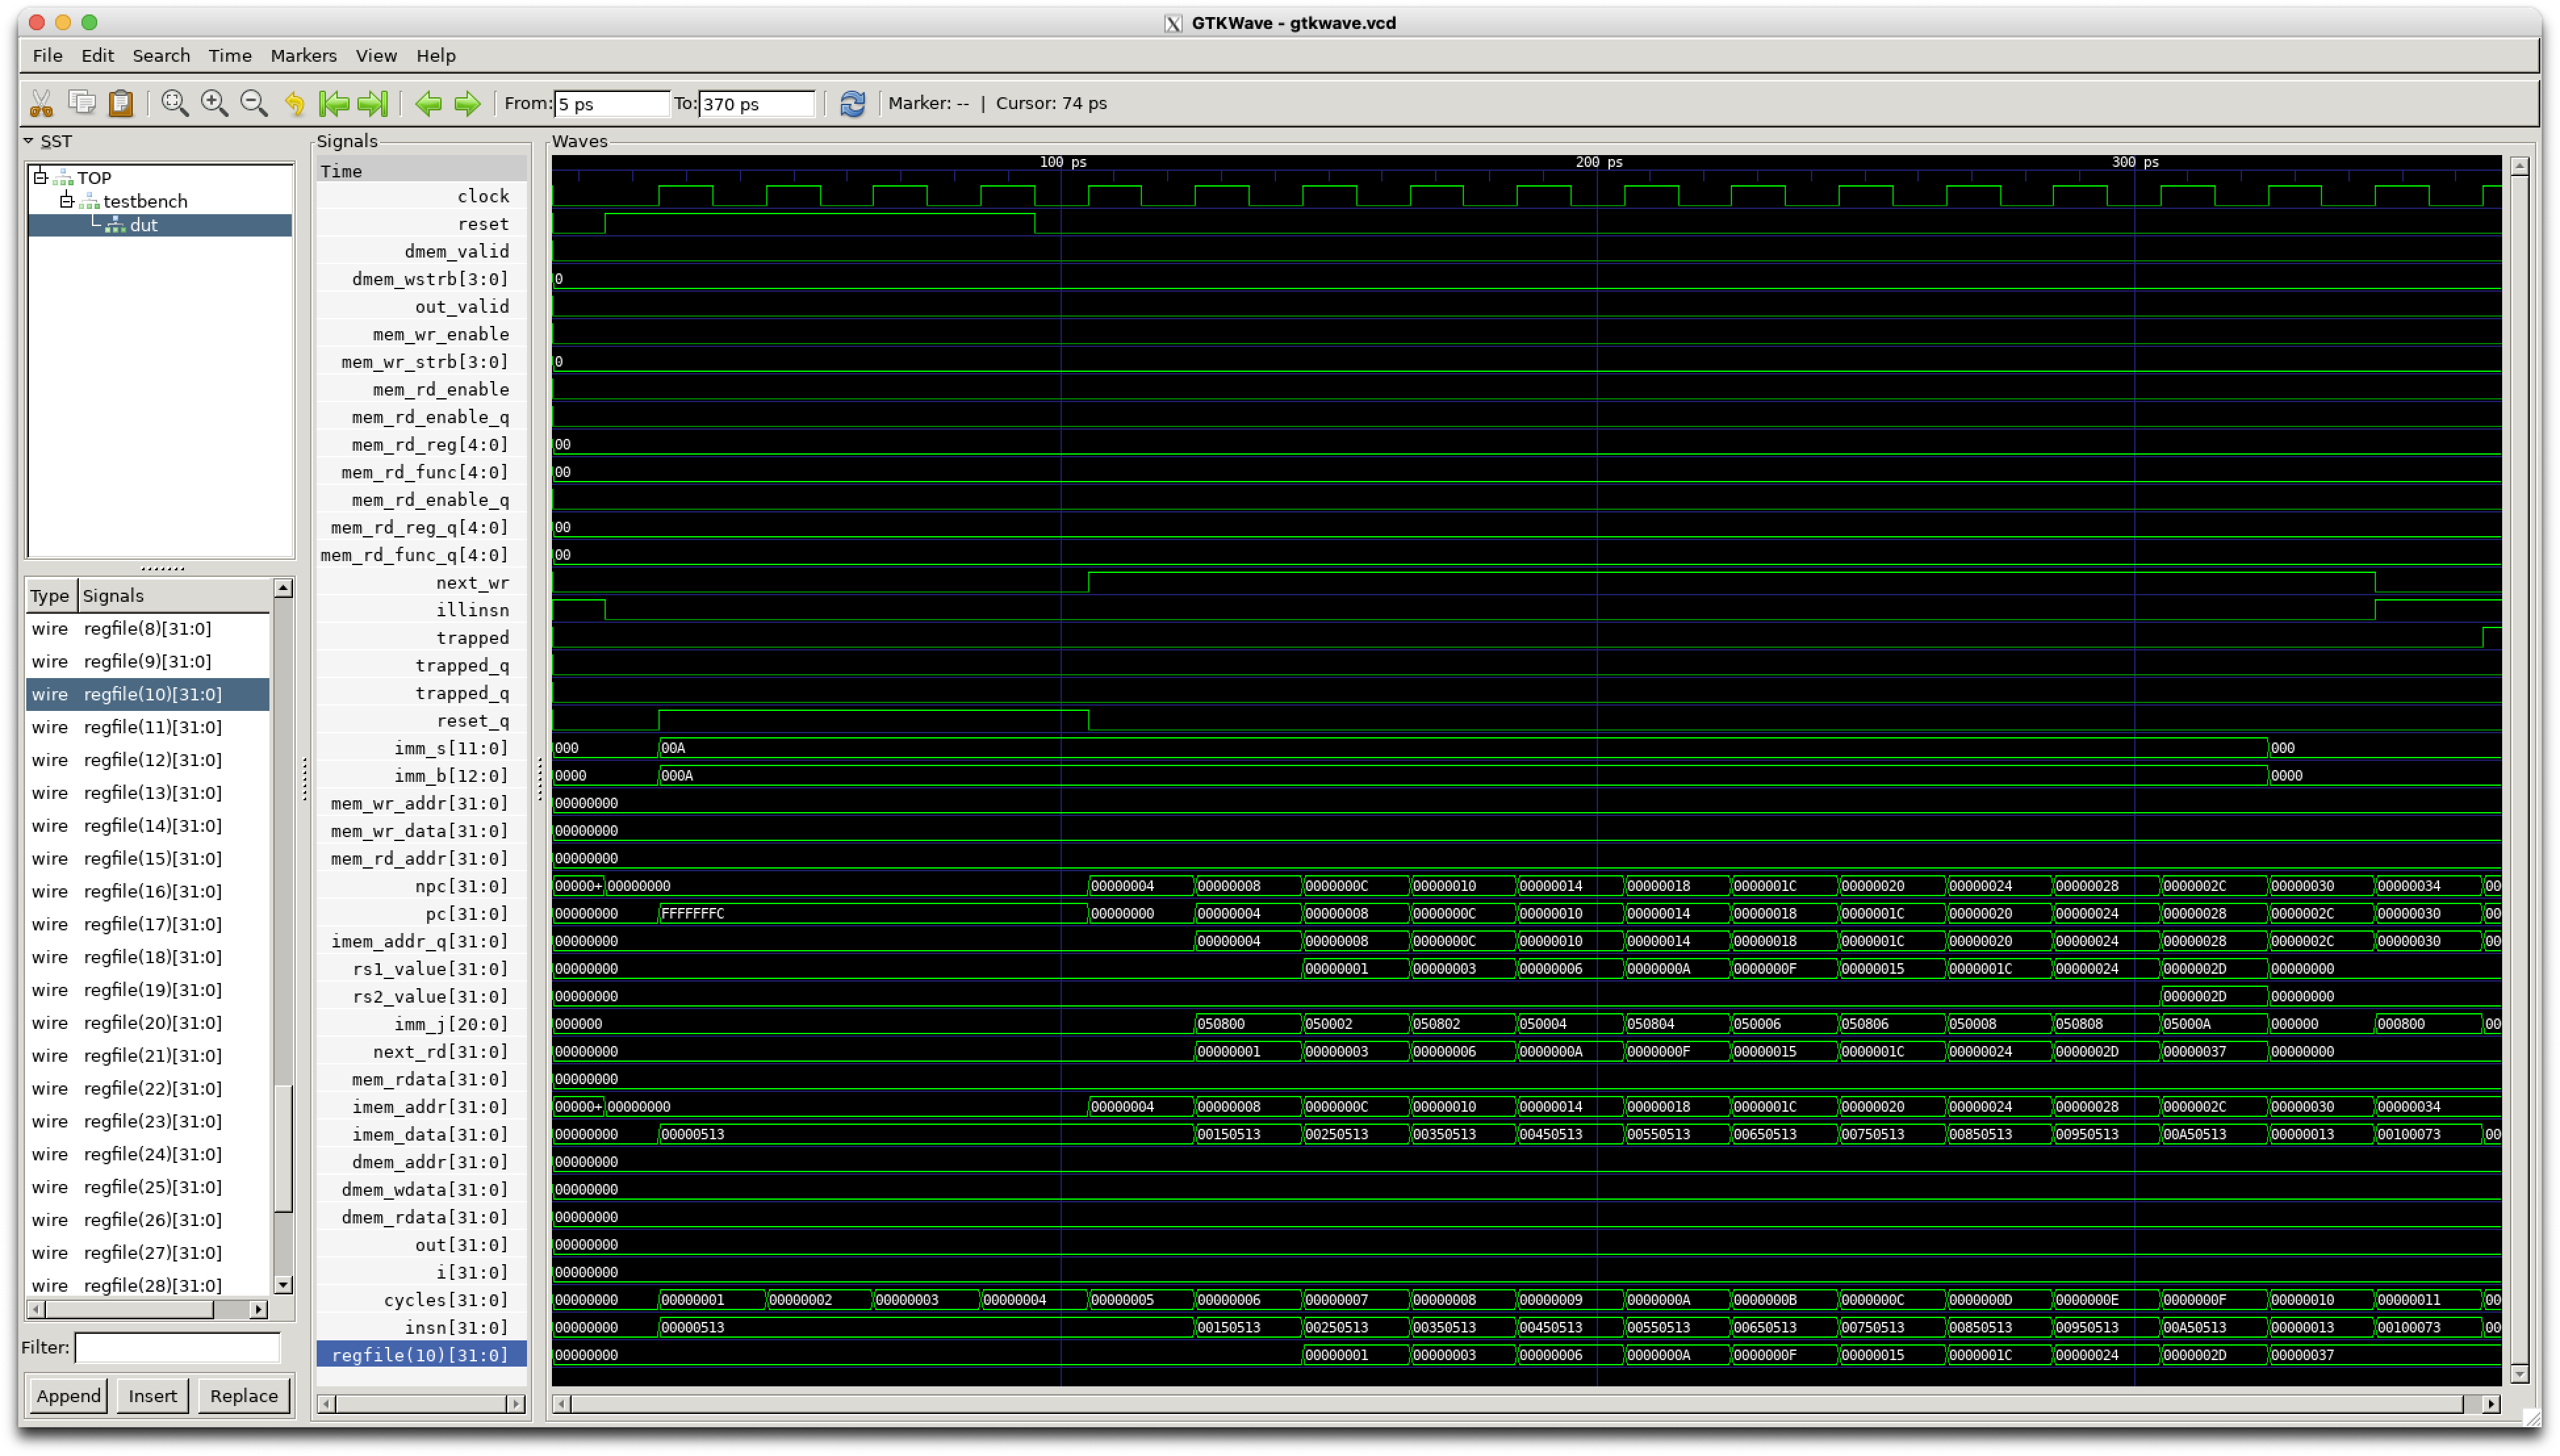 GTKWave - gtkwave.vcd
File Edit Search Time Markers View Help
From: 5 ps To: 370 ps Marker: -- | Cursor: 74 ps
SST
TOP
testbench
dut
Type Signals
wire regfile(8)[31:0]
wire regfile(9)[31:0]
wire regfile(10)[31:0]
wire regfile(11)[31:0]
wire regfile(12)[31:0]
wire regfile(13)[31:0]
wire regfile(14)[31:0]
wire regfile(15)[31:0]
wire regfile(16)[31:0]
wire regfile(17)[31:0]
wire regfile(18)[31:0]
wire regfile(19)[31:0]
wire regfile(20)[31:0]
wire regfile(21)[31:0]
wire regfile(22)[31:0]
wire regfile(23)[31:0]
wire regfile(24)[31:0]
wire regfile(25)[31:0]
wire regfile(26)[31:0]
wire regfile(27)[31:0]
wire regfile(28)[31:0]
Filter:
Append Insert Replace
Signals Waves
Time 100 ps 200 ps 300 ps
clock
reset
dmem_valid
dmem_wstrb[3:0] 0
out_valid
mem_wr_enable
mem_wr_strb[3:0] 0
mem_rd_enable
mem_rd_enable_q
mem_rd_reg[4:0] 00
mem_rd_func[4:0] 00
mem_rd_enable_q
mem_rd_reg_q[4:0] 00
mem_rd_func_q[4:0] 00
next_wr
illinsn
trapped
trapped_q
trapped_q
reset_q
imm_s[11:0] 000 00A 000
imm_b[12:0] 0000 000A 0000
mem_wr_addr[31:0] 00000000
mem_wr_data[31:0] 00000000
mem_rd_addr[31:0] 00000000
npc[31:0] 00000+ 00000000 00000004 00000008 0000000C 00000010 00000014 00000018 0000001C 00000020 00000024 00000028 0000002C 00000030 00000034 00
pc[31:0] 00000000 FFFFFFFC 00000000 00000004 00000008 0000000C 00000010 00000014 00000018 0000001C 00000020 00000024 00000028 0000002C 00000030 00
imem_addr_q[31:0] 00000000 00000004 00000008 0000000C 00000010 00000014 00000018 0000001C 00000020 00000024 00000028 0000002C 00000030 00
rs1_value[31:0] 00000000 00000001 00000003 00000006 0000000A 0000000F 00000015 0000001C 00000024 0000002D 00000000
rs2_value[31:0] 00000000 0000002D 00000000
imm_j[20:0] 000000 050800 050002 050802 050004 050804 050006 050806 050008 050808 05000A 000000 000800 00
next_rd[31:0] 00000000 00000001 00000003 00000006 0000000A 0000000F 00000015 0000001C 00000024 0000002D 00000037 00000000
mem_rdata[31:0] 00000000
imem_addr[31:0] 00000+ 00000000 00000004 00000008 0000000C 00000010 00000014 00000018 0000001C 00000020 00000024 00000028 0000002C 00000030 00000034
imem_data[31:0] 00000000 00000513 00150513 00250513 00350513 00450513 00550513 00650513 00750513 00850513 00950513 00A50513 00000013 00100073 00
dmem_addr[31:0] 00000000
dmem_wdata[31:0] 00000000
dmem_rdata[31:0] 00000000
out[31:0] 00000000
i[31:0] 00000000
cycles[31:0] 00000000 00000001 00000002 00000003 00000004 00000005 00000006 00000007 00000008 00000009 0000000A 0000000B 0000000C 0000000D 0000000E 0000000F 00000010 00000011 00
insn[31:0] 00000000 00000513 00150513 00250513 00350513 00450513 00550513 00650513 00750513 00850513 00950513 00A50513 00000013 00100073 00
regfile(10)[31:0] 00000000 00000001 00000003 00000006 0000000A 0000000F 00000015 0000001C 00000024 0000002D 00000037